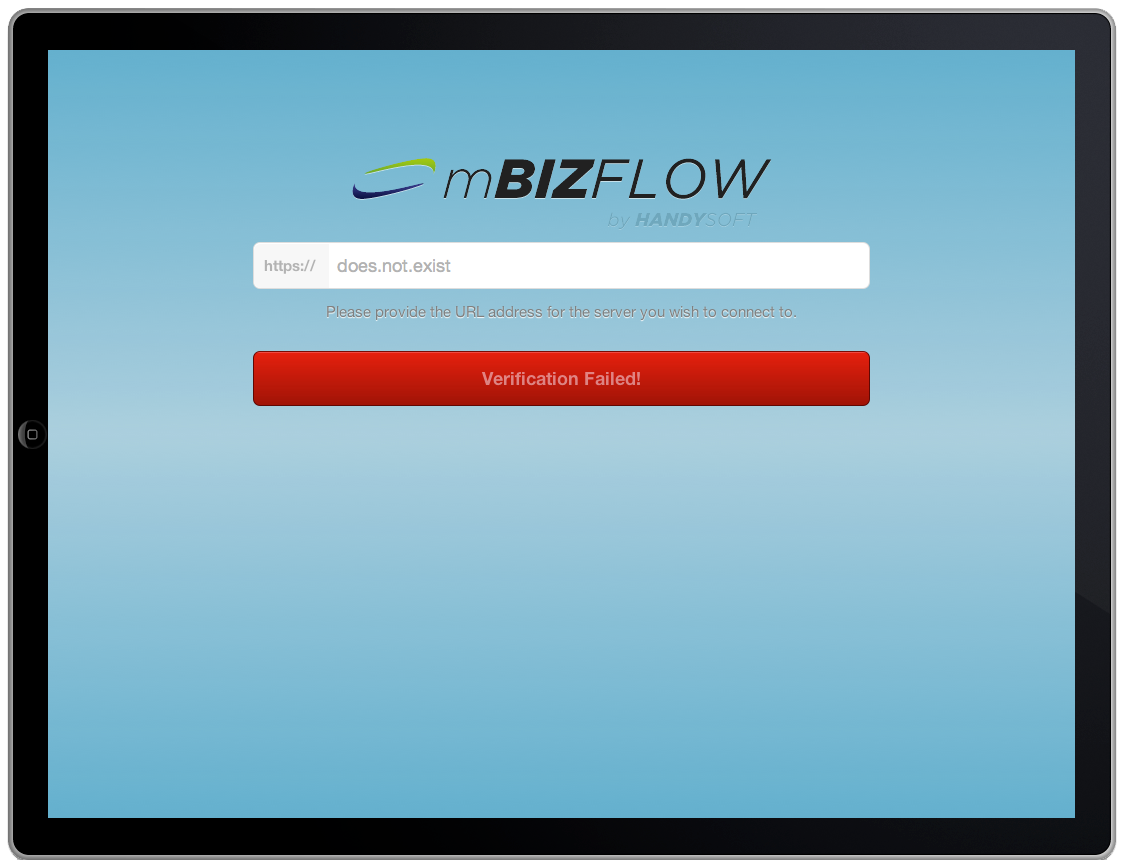 mBIZFLOW
by HANDYSOFT
https:// does.not.exist
Please provide the URL address for the server you wish to connect to.
Verification Failed!